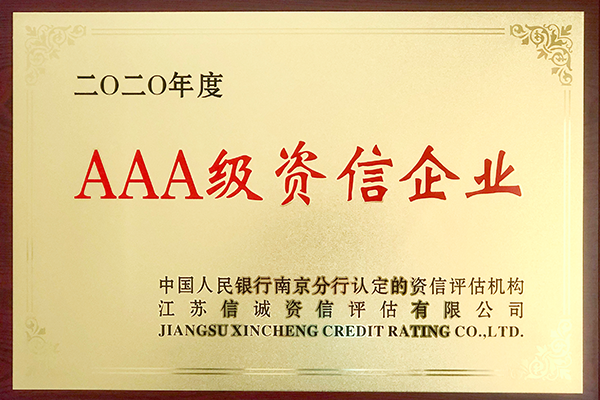 二〇二〇年度
AAA级资信企业
中国人民银行南京分行认定的资信评估机构
江苏信诚资信评估有限公司
JIANGSU XINCHENG CREDIT RATING CO.,LTD.